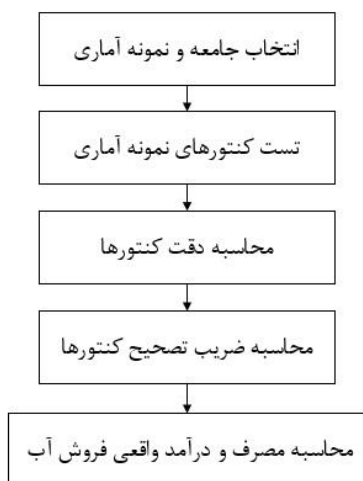 انتخاب جامعه و نمونه آماری
تست کنتورهای نمونه آماری
محاسبه دقت کنتورها
محاسبه ضریب تصحیح کنتورها
محاسبه مصرف و درآمد واقعی فروش آب